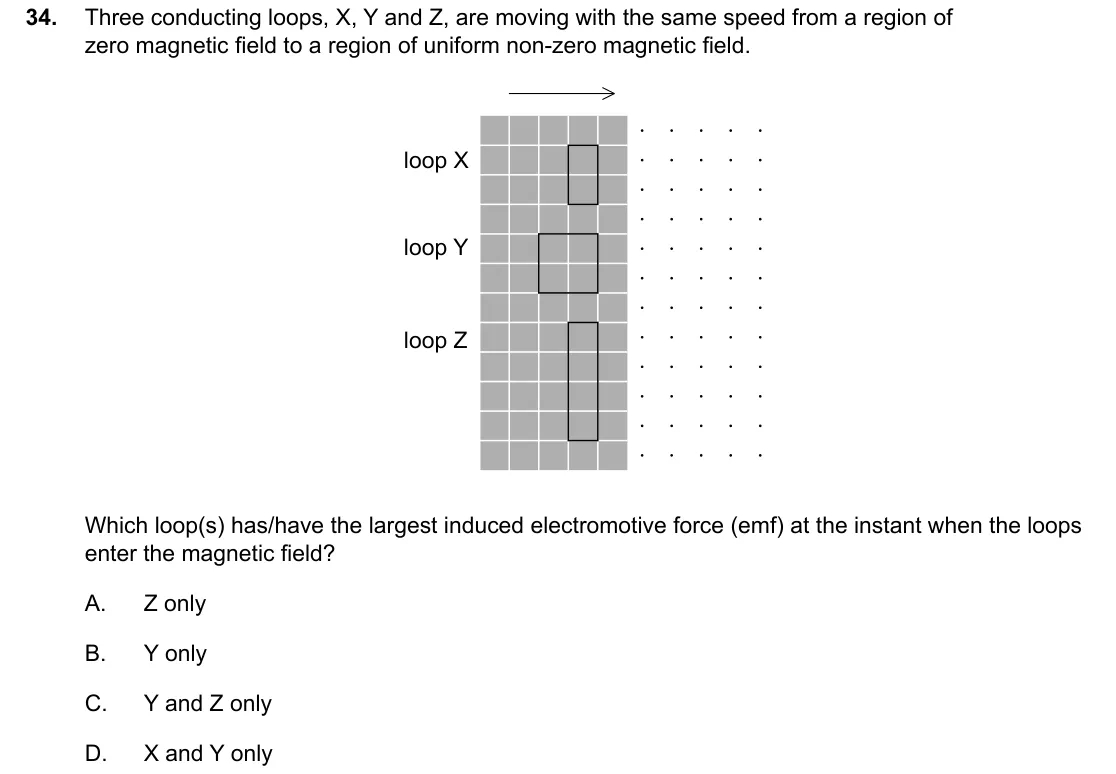 34. Three conducting loops, X, Y and Z, are moving with the same speed from a region of
zero magnetic field to a region of uniform non-zero magnetic field.
loop X
loop Y
loop Z
Which loop(s) has/have the largest induced electromotive force (emf) at the instant when the loops
enter the magnetic field?
A. Z only
B. Y only
C. Y and Z only
D. X and Y only